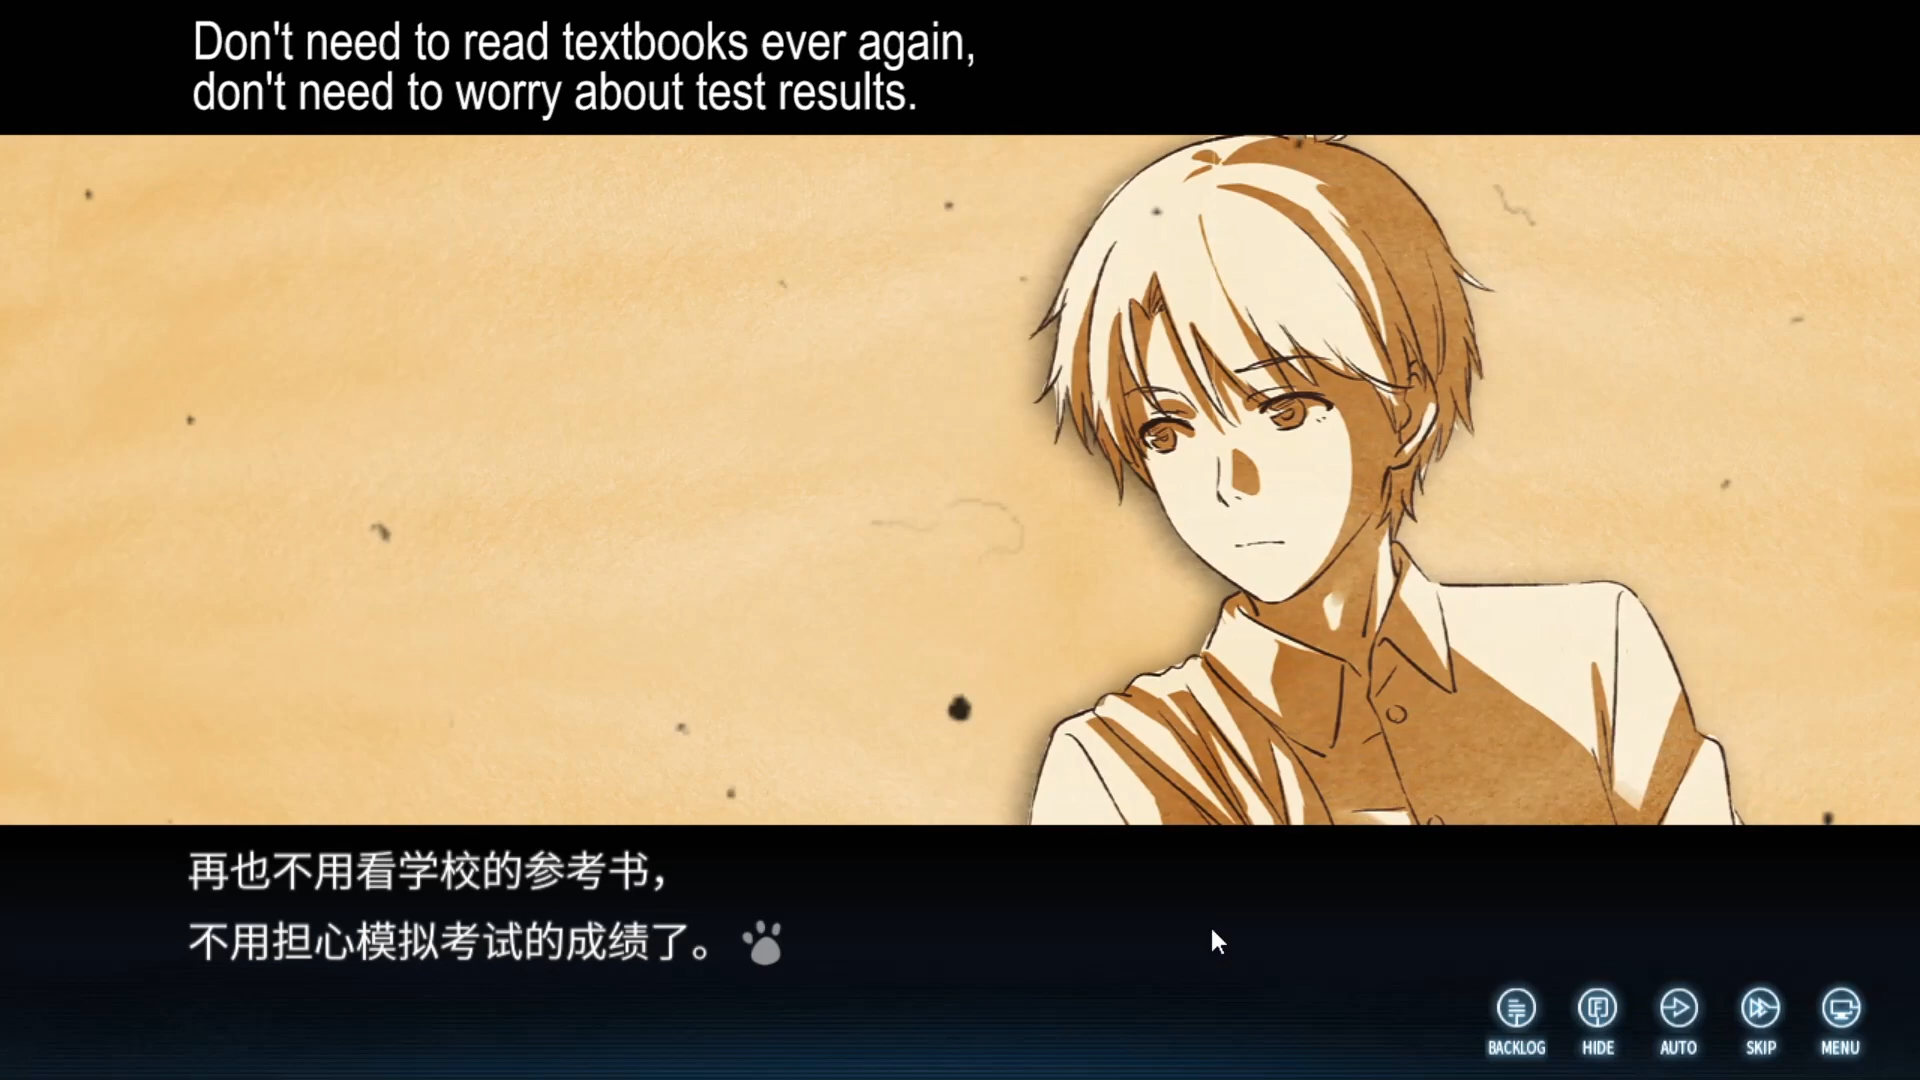 Don't need to read textbooks ever again,
don't need to worry about test results.
再也不用看学校的参考书，
不用担心模拟考试的成绩了。
BACKLOG
HIDE
AUTO
SKIP
MENU